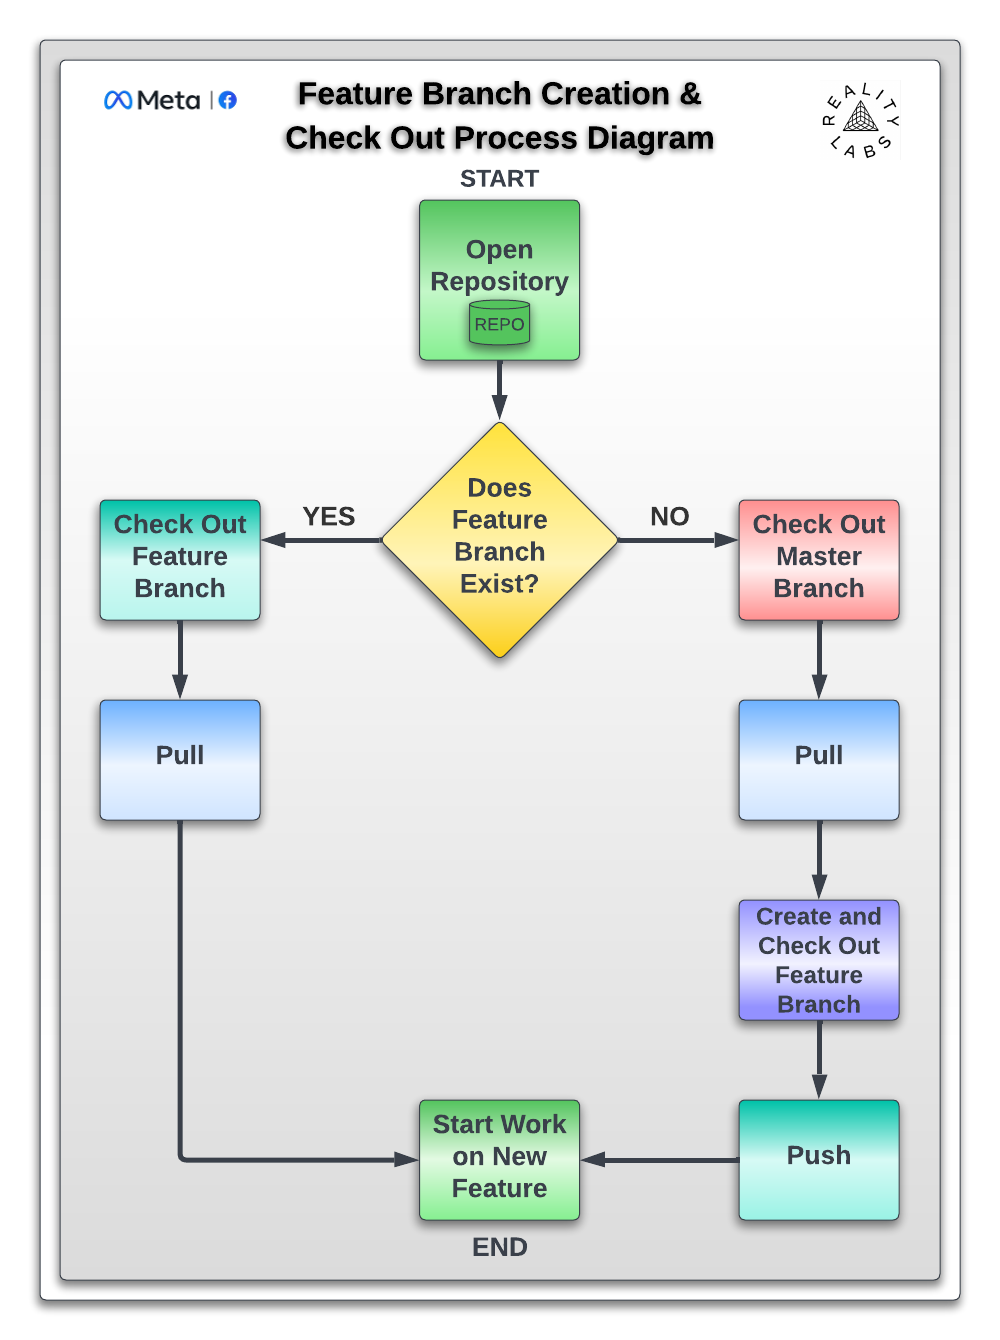 Meta
Feature Branch Creation &
Check Out Process Diagram
REALITY
LABS
START
Open
Repository
REPO
Does
Feature
Branch
Exist?
YES
NO
Check Out
Feature
Branch
Check Out
Master
Branch
Pull
Pull
Create and
Check Out
Feature
Branch
Start Work
on New
Feature
Push
END